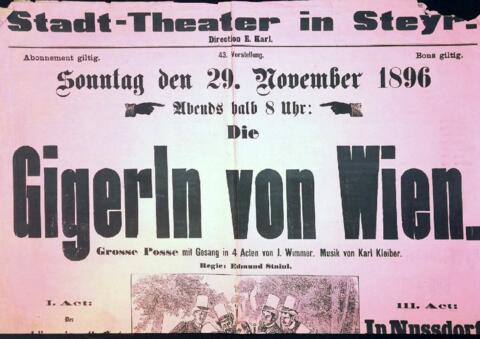 Stadt-Theater in Steyr.
Direction E. Karl.
Abonnement giltig.
43. Vorstellung.
Bons giltig.
Sonntag den 29. November 1896
Abends halb 8 Uhr:
Die
Gigerln von Wien.
Grosse Posse mit Gesang in 4 Acten von J. Wimmer. Musik von Karl Kleiber.
Regie: Edmund Stainl.
I. Act:
Der
III. Act:
In Nussdorf